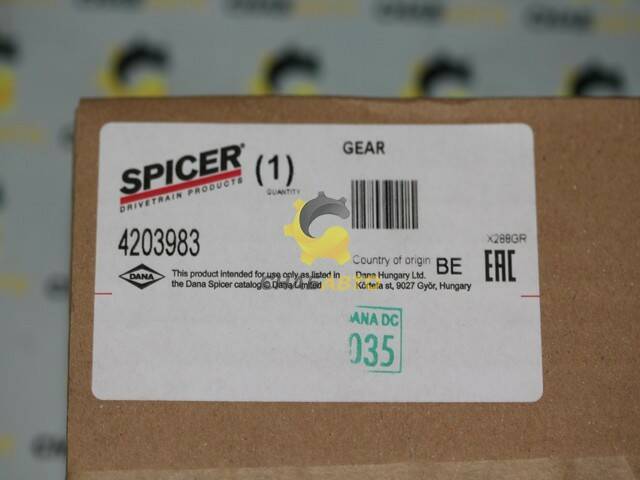 SPICER®
DRIVETRAIN PRODUCTS
(1)
QUANTITY
GEAR
4203983
X288GR
Country of origin BE
EAC
DANA
This product intended for use only as listed in
the Dana Spicer catalog © Dana Limited
Dana Hungary Ltd.
st, 9027 Győr, Hungary
ANA DC
035